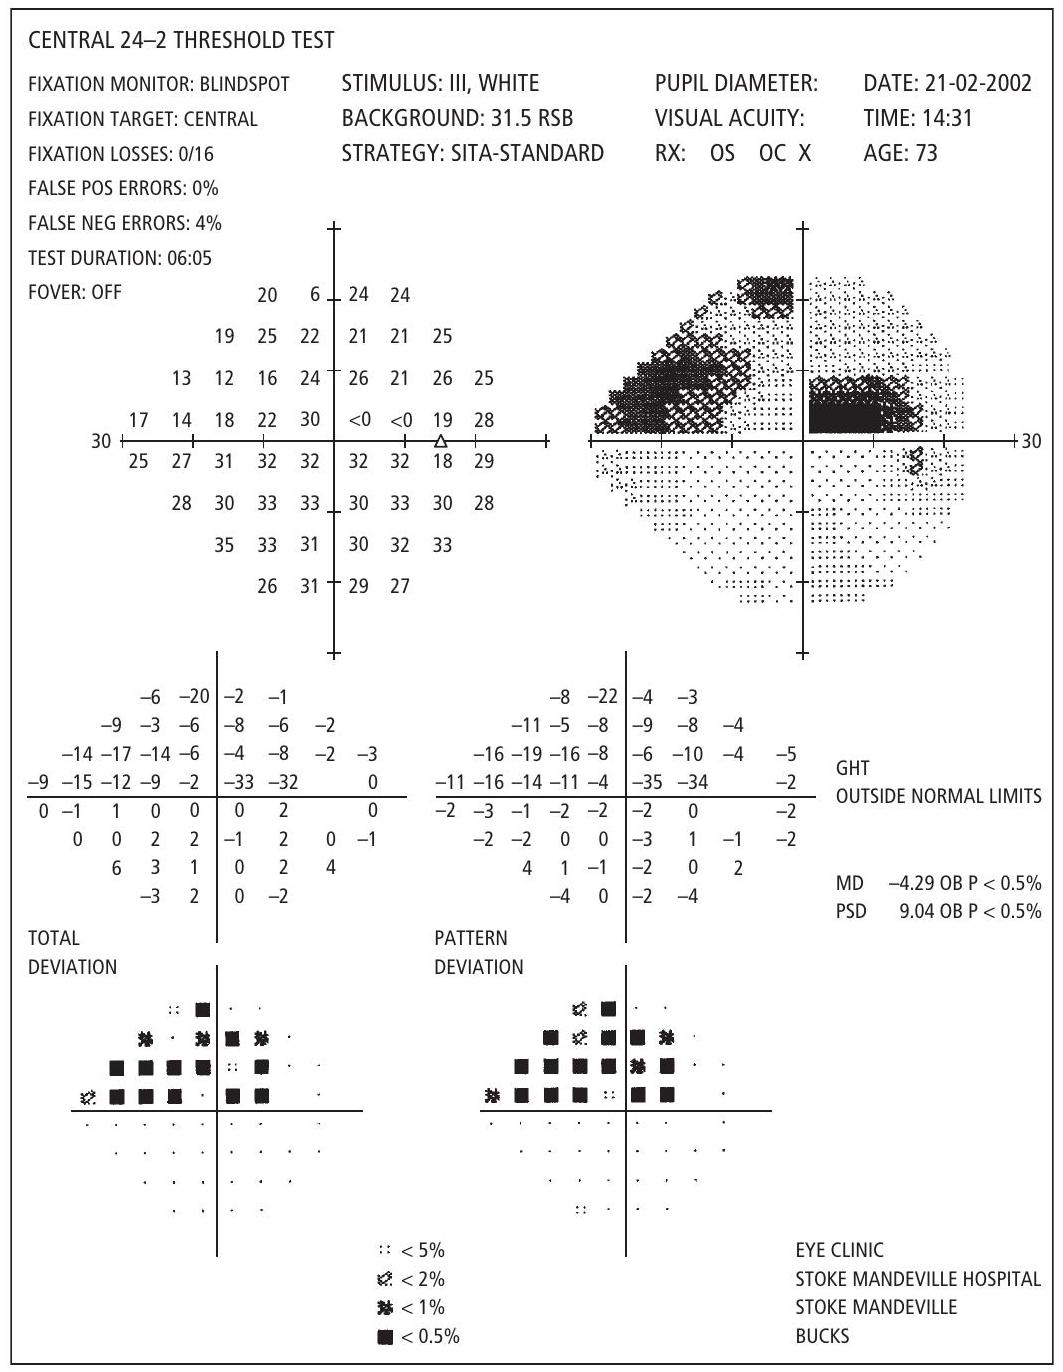 CENTRAL 24–2 THRESHOLD TEST
FIXATION MONITOR: BLINDSPOT STIMULUS: III, WHITE PUPIL DIAMETER: DATE: 21-02-2002
FIXATION TARGET: CENTRAL BACKGROUND: 31.5 RSB VISUAL ACUITY: TIME: 14:31
FIXATION LOSSES: 0/16 STRATEGY: SITA-STANDARD RX: OS OC X AGE: 73
FALSE POS ERRORS: 0%
FALSE NEG ERRORS: 4%
TEST DURATION: 06:05
FOVER: OFF
20 6 24 24
19 25 22 21 21 25
13 12 16 24 26 21 26 25
17 14 18 22 30 <0 <0 19 28
30 30
25 27 31 32 32 32 32 18 29
28 30 33 33 30 33 30 28
35 33 31 30 32 33
26 31 29 27
–6 –20 –2 –1 –8 –22 –4 –3
–9 –3 –6 –8 –6 –2 –11 –5 –8 –9 –8 –4
–14 –17 –14 –6 –4 –8 –2 –3 –16 –19 –16 –8 –6 –10 –4 –5
–9 –15 –12 –9 –2 –33 –32 0 –11 –16 –14 –11 –4 –35 –34 –2
0 –1 1 0 0 0 2 0 –2 –3 –1 –2 –2 –2 0 –2
0 0 2 2 –1 2 0 –1 –2 –2 0 0 –3 1 –1 –2
6 3 1 0 2 4 4 1 –1 –2 0 2
–3 2 0 –2 –4 0 –2 –4
GHT
OUTSIDE NORMAL LIMITS
MD –4.29 OB P < 0.5%
PSD 9.04 OB P < 0.5%
TOTAL
DEVIATION
PATTERN
DEVIATION
< 5%
< 2%
< 1%
< 0.5%
EYE CLINIC
STOKE MANDEVILLE HOSPITAL
STOKE MANDEVILLE
BUCKS